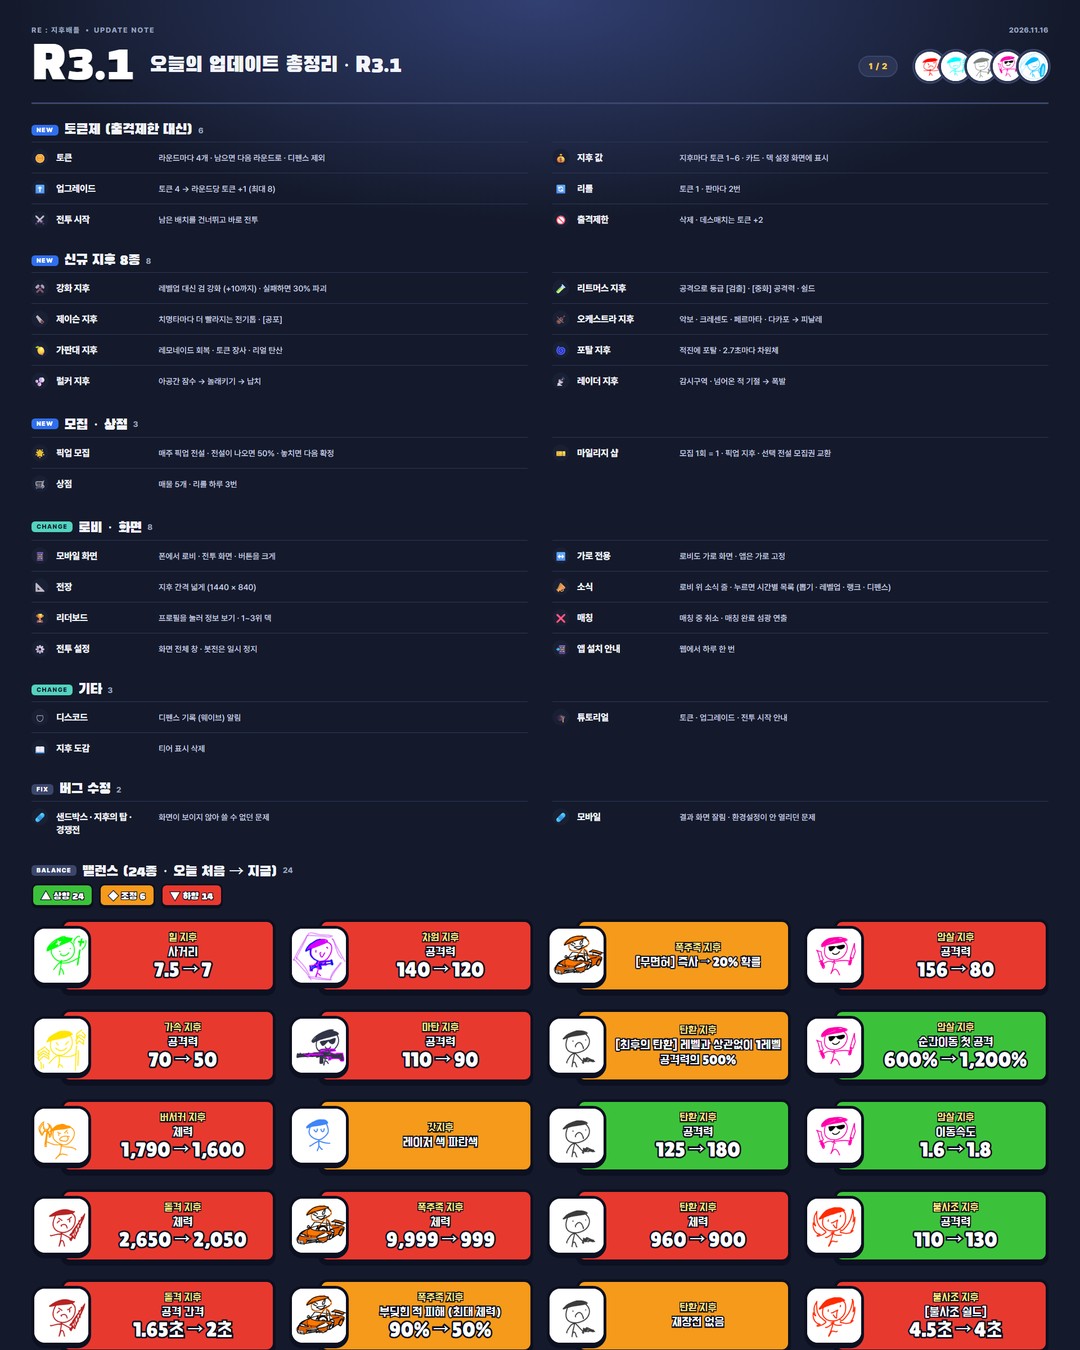 RE : 지후배틀 • UPDATE NOTE
2026.11.16
R3.1 오늘의 업데이트 총정리 · R3.1
1 / 2
NEW 토큰제 (출격제한 대신) 6
토큰 라운드마다 4개 · 남으면 다음 라운드로 · 디펜스 제외
지후 값 지후마다 토큰 1~6 · 카드 · 덱 설정 화면에 표시
업그레이드 토큰 4 → 라운드당 토큰 +1 (최대 8)
리롤 토큰 1 · 판마다 2번
전투 시작 남은 배치를 건너뛰고 바로 전투
출격제한 삭제 · 데스매치는 토큰 +2
NEW 신규 지후 8종 8
강화 지후 레벨업 대신 검 강화 (+10까지) · 실패하면 30% 파괴
리트머스 지후 공격으로 등급 [검출] · [중화] 공격력 · 쉴드
제이슨 지후 치명타마다 더 빨라지는 전기톱 · [공포]
오케스트라 지후 악보 · 크레센도 · 페르마타 · 다카포 → 피날레
가판대 지후 레모네이드 회복 · 토큰 장사 · 리얼 탄산
포탈 지후 적진에 포탈 · 2.7초마다 차원체
헐커 지후 아공간 잠수 → 놀래키기 → 납치
레이더 지후 감시구역 · 넘어온 적 기절 → 폭발
NEW 모집 · 상점 3
픽업 모집 매주 픽업 전설 · 전설이 나오면 50% · 놓치면 다음 확정
마일리지 샵 모집 1회 = 1 · 픽업 지후 · 선택 전설 모집권 교환
상점 매물 5개 · 리롤 하루 3번
CHANGE 로비 · 화면 8
모바일 화면 폰에서 로비 · 전투 화면 · 버튼을 크게
가로 전용 로비도 가로 화면 · 앱은 가로 고정
전장 지후 간격 넓게 (1440 × 840)
소식 로비 위 소식 줄 · 누르면 시간별 목록 (뽑기 · 레벨업 · 랭크 · 디펜스)
리더보드 프로필을 눌러 정보 보기 · 1~3위 덱
매칭 매칭 중 취소 · 매칭 완료 섬광 연출
전투 설정 화면 전체 창 · 봇전은 일시 정지
앱 설치 안내 웹에서 하루 한 번
CHANGE 기타 3
디스코드 디펜스 기록 (웨이브) 알림
튜토리얼 토큰 · 업그레이드 · 전투 시작 안내
지후 도감 티어 표시 삭제
FIX 버그 수정 2
샌드박스 · 지후의 탑 · 경쟁전 화면이 보이지 않아 쓸 수 없던 문제
모바일 결과 화면 잘림 · 환경설정이 안 열리던 문제
BALANCE 밸런스 (24종 · 오늘 처음 → 지금) 24
▲ 상향 24 ◆ 조정 6 ▼ 하향 14
힐 지후
사거리
7.5 → 7
차원 지후
공격력
140 → 120
폭주족 지후
[무면허] 즉사 → 20% 확률
암살 지후
공격력
156 → 80
가속 지후
공격력
70 → 50
마탄 지후
공격력
110 → 90
탄환 지후
[최후의 탄환] 레벨과 상관없이 1레벨
공격력의 500%
암살 지후
순간이동 첫 공격
600% → 1,200%
버서커 지후
체력
1,790 → 1,600
갓지후
레이저 색 파랑색
탄환 지후
공격력
125 → 180
암살 지후
이동속도
1.6 → 1.8
돌격 지후
체력
2,650 → 2,050
폭주족 지후
체력
9,999 → 999
탄환 지후
체력
960 → 900
불사조 지후
공격력
110 → 130
돌격 지후
공격 간격
1.65초 → 2초
폭주족 지후
부딪힌 적 피해 (최대 체력)
90% → 50%
탄환 지후
재장전 없음
불사조 지후
[불사조 쉴드]
4.5초 → 4초